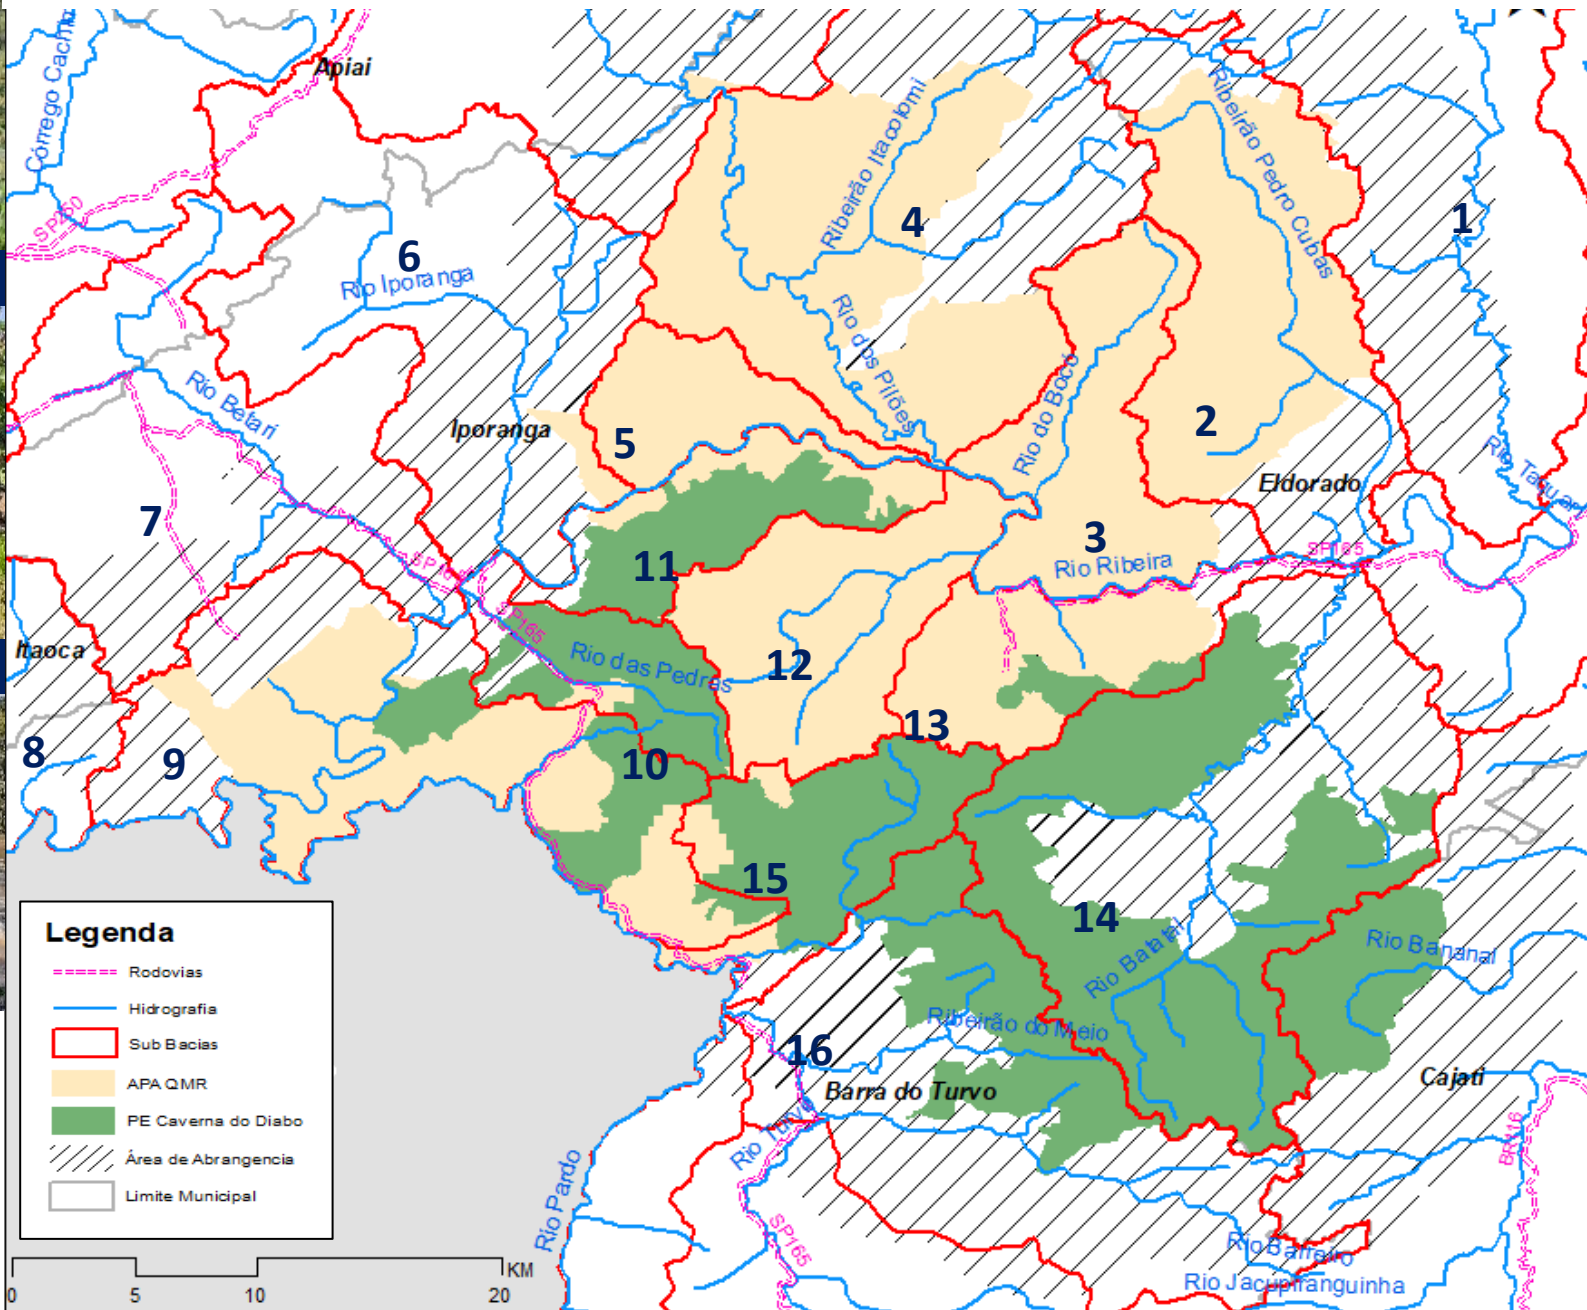 Córrego Cacho
Apiai
Ribeirão Itacolomi
Ribeirão Pedro Cubas
SP250
6
4
1
Rio Iporanga
Rio dos Pilões
Rio Betari
Iporanga
5
Rio do Bocó
2
Eldorado
Rio Taquari
7
3
SP165
Rio Ribeira
SP165
11
SP165
Itaoca
Rio das Pedras
12
13
8
9
10
15
14
Rio Batatal
Rio Bananal
Ribeirão do Meio
16
Barra do Turvo
Cajati
Rio Turvo
BR116
Rio Pardo
SP165
Rio Barreiro
Rio Jacupiranguinha
Legenda
Rodovias
Hidrografia
Sub Bacias
APA QMR
PE Caverna do Diabo
Área de Abrangencia
Limite Municipal
KM
0 5 10 20